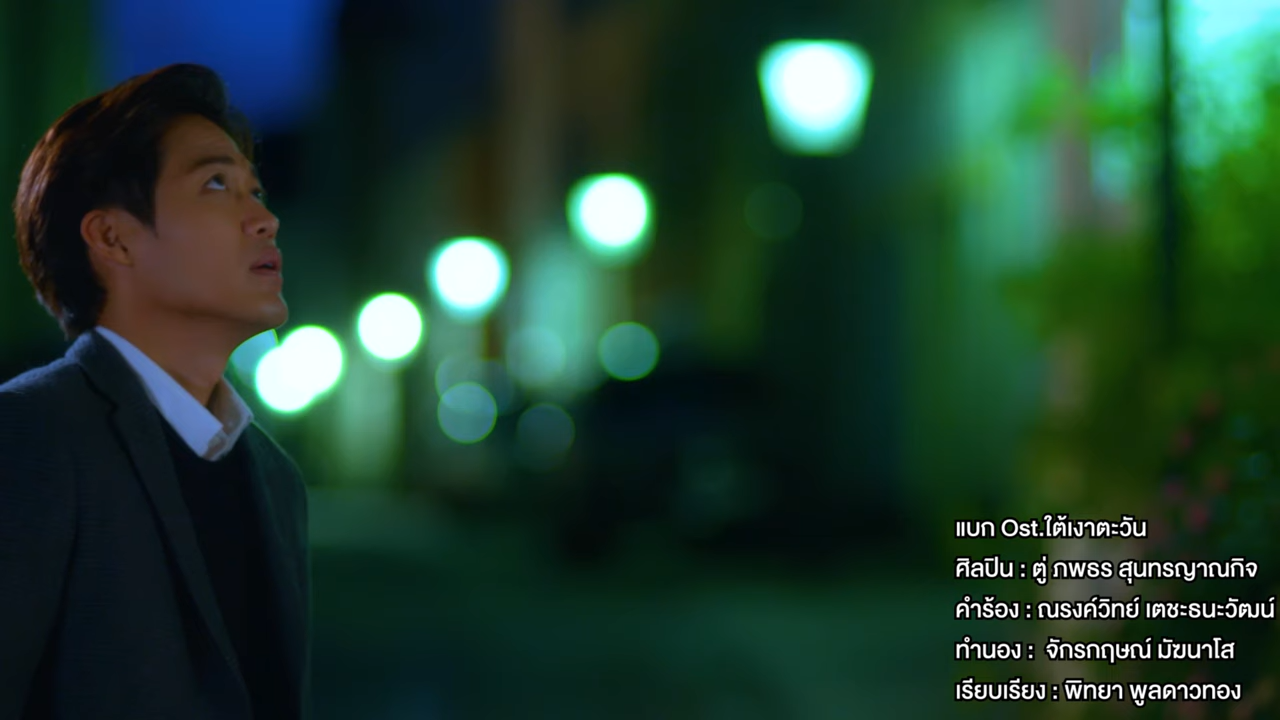 แบก Ost.ใต้เงาตะวัน
ศิลปิน : ตู่ ภพธร สุนทรญาณกิจ
คำร้อง : ณรงค์วิทย์ เตชะธนะวัฒน์
ทำนอง :  จักรกฤษณ์ มัฆนาโส
เรียบเรียง : พิทยา พูลดาวทอง